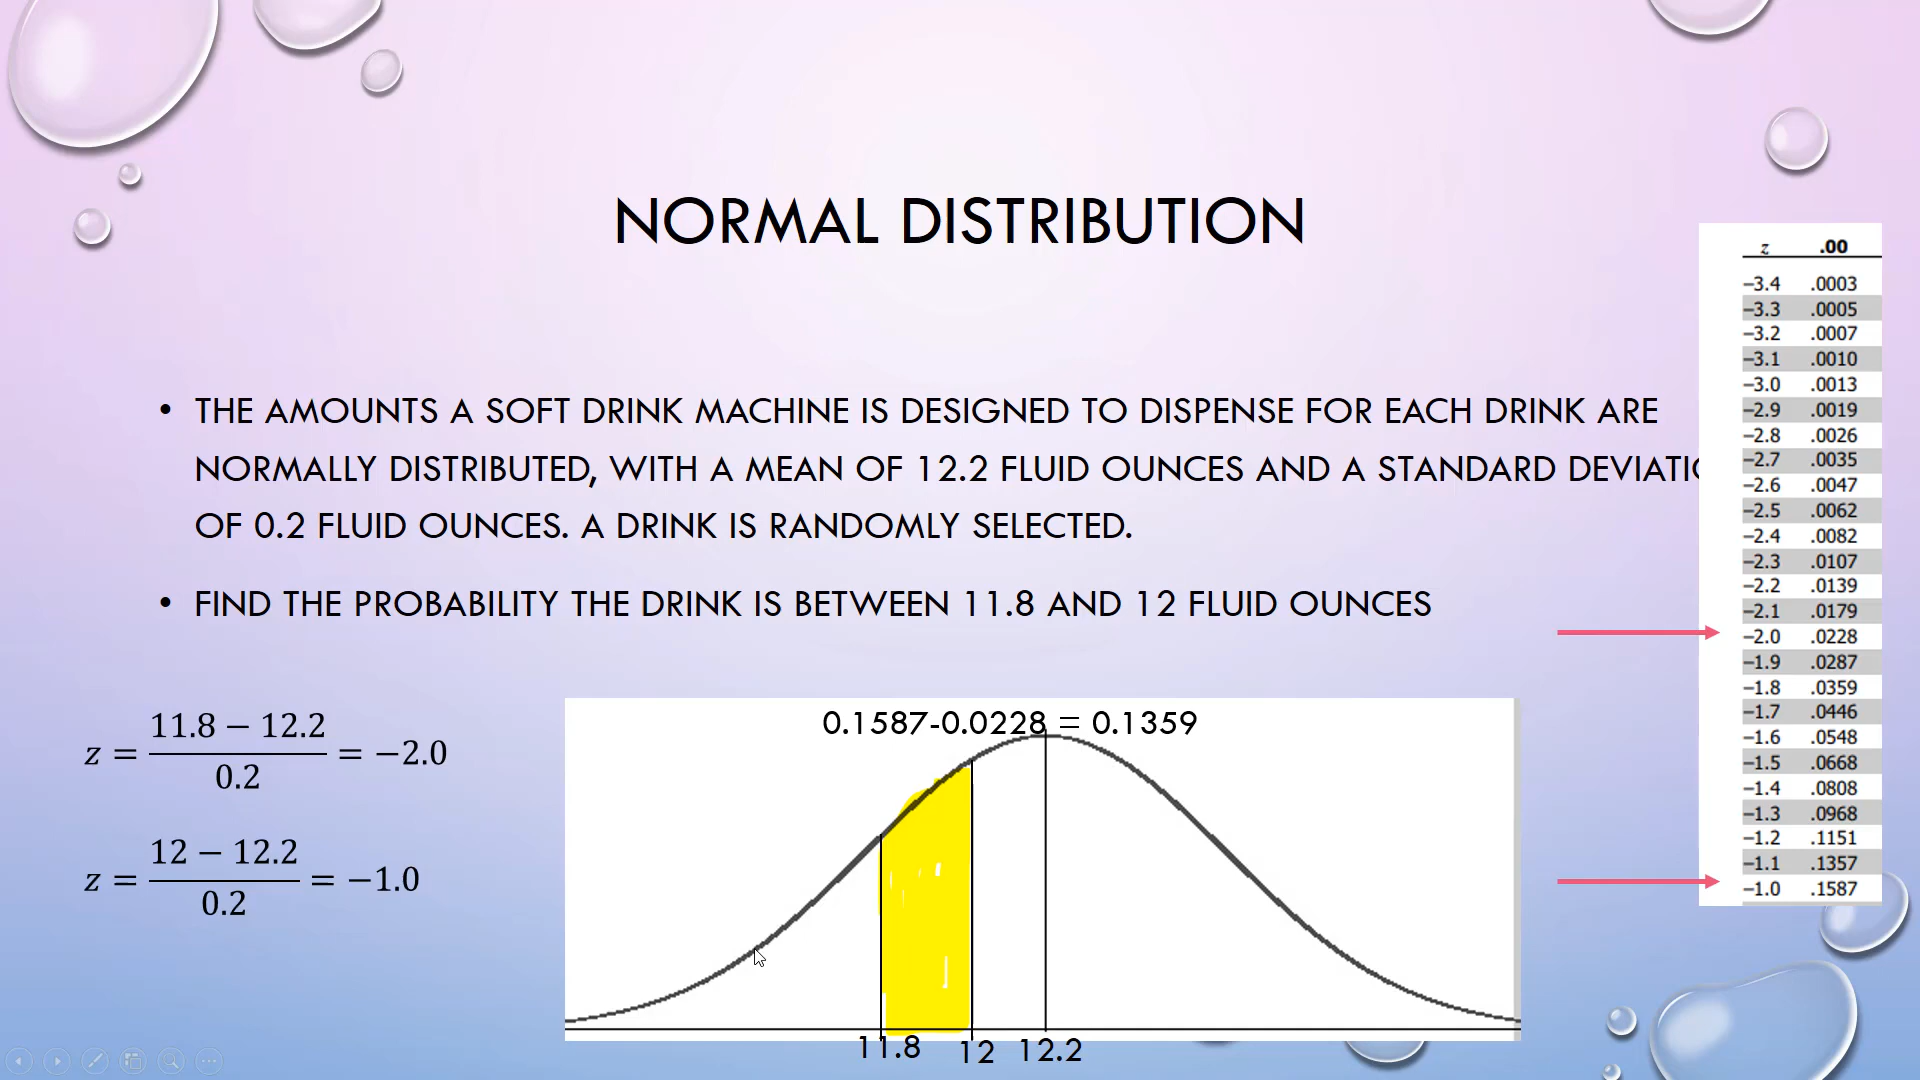 NORMAL DISTRIBUTION
• THE AMOUNTS A SOFT DRINK MACHINE IS DESIGNED TO DISPENSE FOR EACH DRINK ARE
NORMALLY DISTRIBUTED, WITH A MEAN OF 12.2 FLUID OUNCES AND A STANDARD DEVIATIO
OF 0.2 FLUID OUNCES. A DRINK IS RANDOMLY SELECTED.
• FIND THE PROBABILITY THE DRINK IS BETWEEN 11.8 AND 12 FLUID OUNCES
z = (11.8 − 12.2)/0.2 = −2.0
z = (12 − 12.2)/0.2 = −1.0
0.1587-0.0228 = 0.1359
11.8 12 12.2
z .00
−3.4 .0003
−3.3 .0005
−3.2 .0007
−3.1 .0010
−3.0 .0013
−2.9 .0019
−2.8 .0026
−2.7 .0035
−2.6 .0047
−2.5 .0062
−2.4 .0082
−2.3 .0107
−2.2 .0139
−2.1 .0179
−2.0 .0228
−1.9 .0287
−1.8 .0359
−1.7 .0446
−1.6 .0548
−1.5 .0668
−1.4 .0808
−1.3 .0968
−1.2 .1151
−1.1 .1357
−1.0 .1587